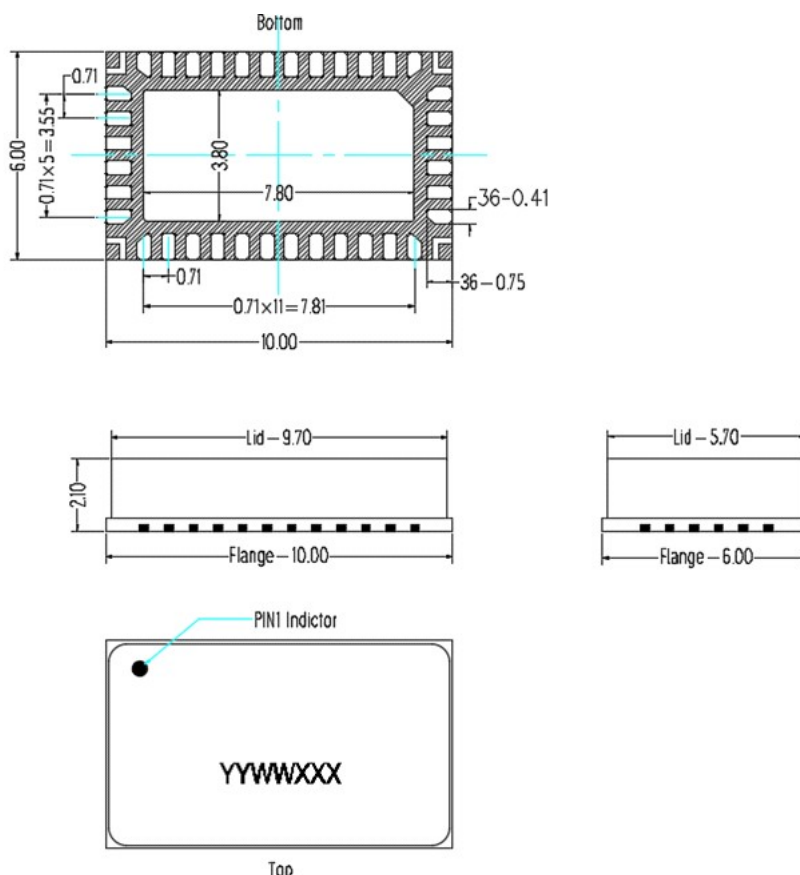 Bottom
0.71
0.71×5=3.55
6.00
3.80
7.80
36-0.41
0.71
36-0.75
0.71×11=7.81
10.00
Lid-9.70
Lid-5.70
2.10
Flange-10.00
Flange-6.00
PIN1 Indictor
YYWWXXX
Top